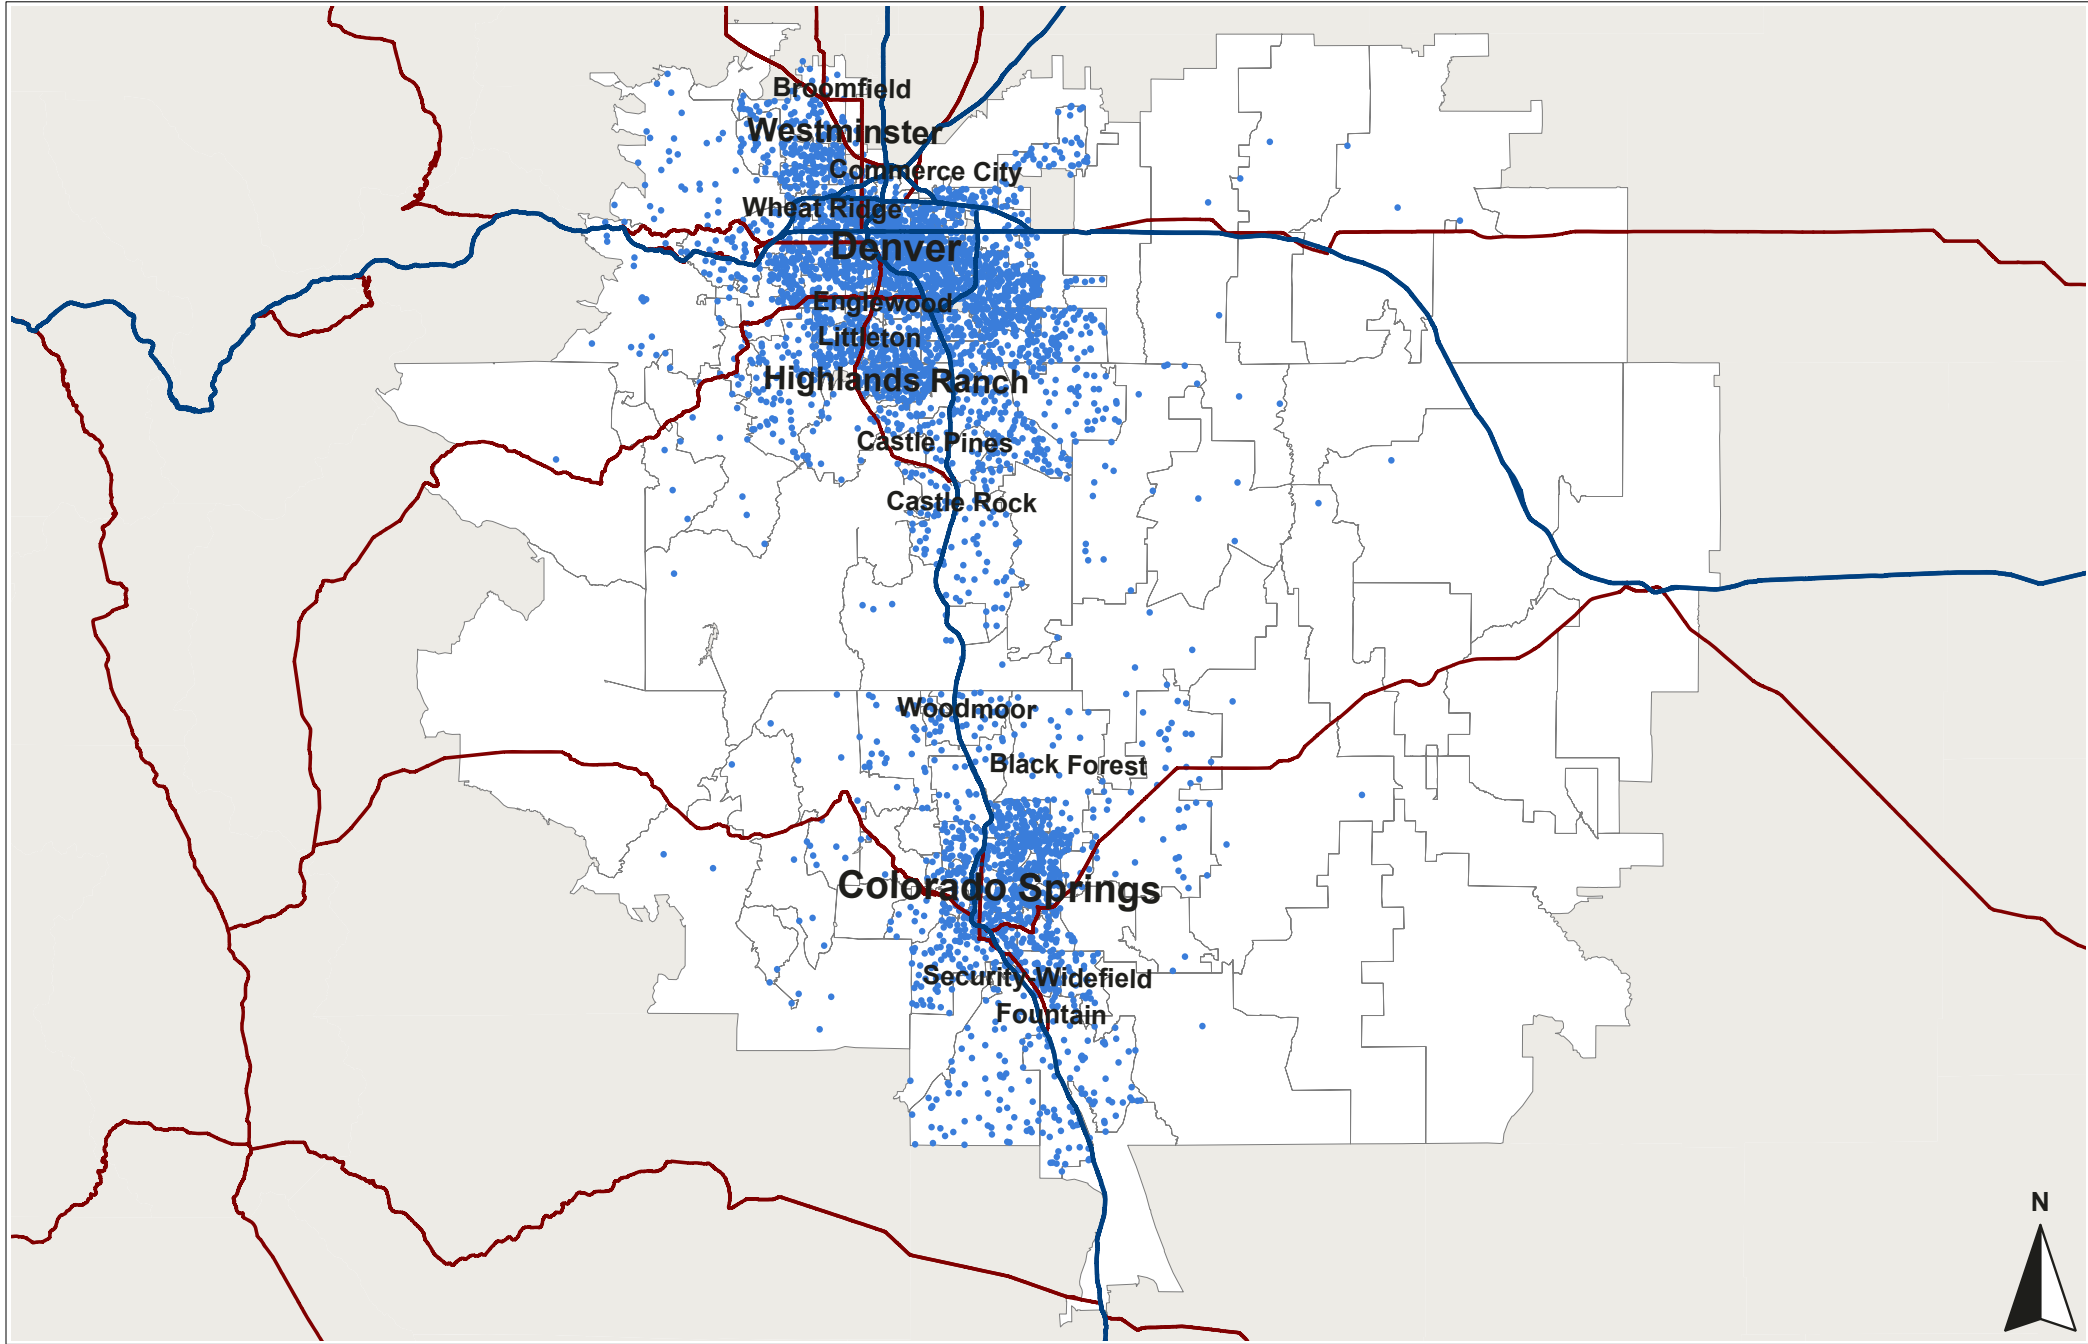 Broomfield
Westminster
Commerce City
Wheat Ridge
Denver
Englewood
Littleton
Highlands Ranch
Castle Pines
Castle Rock
Woodmoor
Black Forest
Colorado Springs
Security-Widefield
Fountain
N